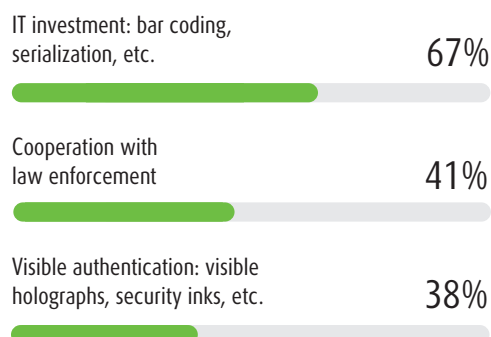 IT investment: bar coding,
serialization, etc.
67%
Cooperation with
law enforcement
41%
Visible authentication: visible
holographs, security inks, etc.
38%